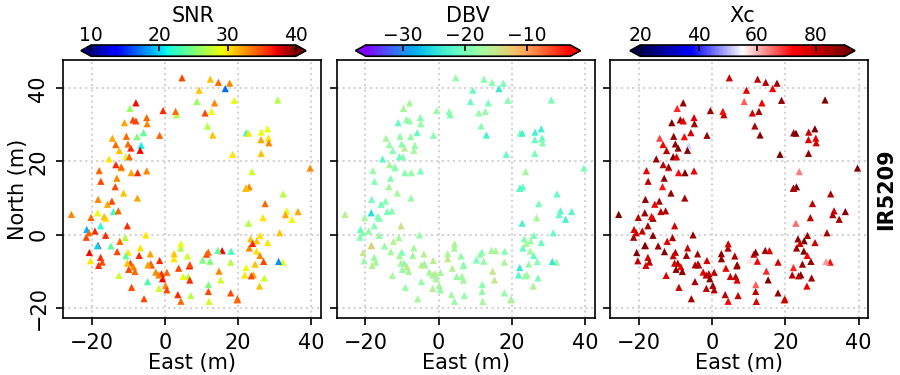 SNR
10 20 30 40
DBV
−30 −20 −10
Xc
20 40 60 80
North (m)
40
20
0
−20
−20 0 20 40
East (m)
−20 0 20 40
East (m)
−20 0 20 40
East (m)
IR5209